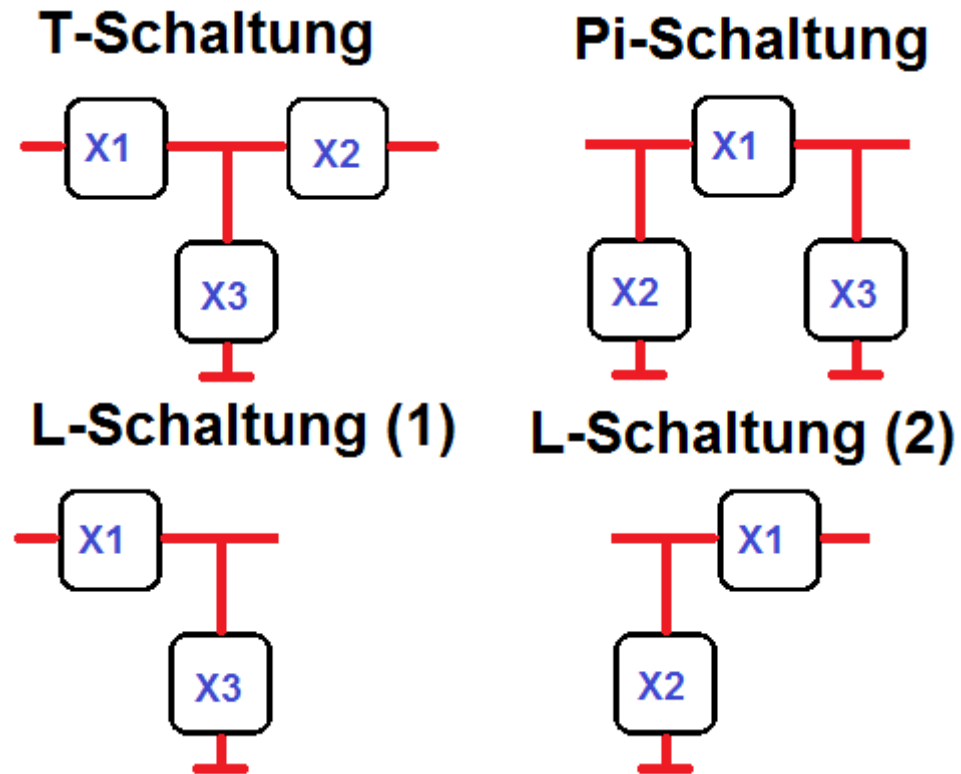 T-Schaltung
X1
X2
X3
Pi-Schaltung
X1
X2
X3
L-Schaltung (1)
X1
X3
L-Schaltung (2)
X1
X2